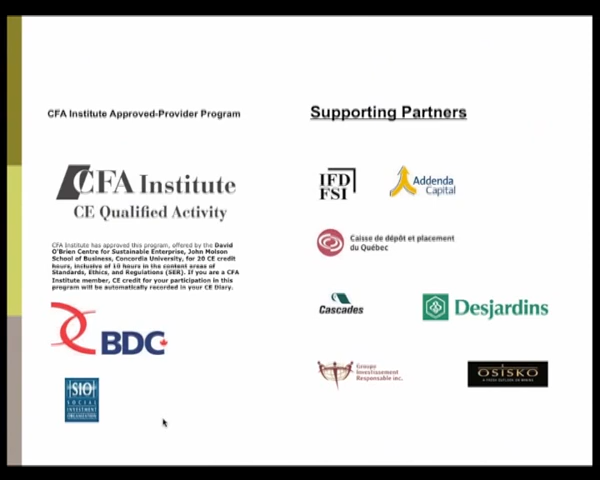 CFA Institute Approved-Provider Program
CFA Institute
CE Qualified Activity
CFA Institute has approved this program, offered by the David
O'Brien Centre for Sustainable Enterprise, John Molson
School of Business, Concordia University, for 20 CE credit
hours, inclusive of 10 hours in the content areas of
Standards, Ethics, and Regulations (SER). If you are a CFA
Institute member, CE credit for your participation in this
program will be automatically recorded in your CE Diary.
BDC
SIO
SOCIAL
INVESTMENT
ORGANIZATION
Supporting Partners
IFD
FSI
Addenda
Capital
Caisse de dépôt et placement
du Québec
Cascades
Desjardins
Groupe
Investissement
Responsable inc.
OSISKO